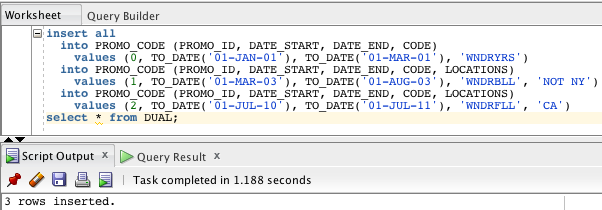 Worksheet Query Builder
insert all
into PROMO_CODE (PROMO_ID, DATE_START, DATE_END, CODE)
values (0, TO_DATE('01-JAN-01'), TO_DATE('01-MAR-01'), 'WNDRYRS')
into PROMO_CODE (PROMO_ID, DATE_START, DATE_END, CODE, LOCATIONS)
values (1, TO_DATE('01-MAR-03'), TO_DATE('01-AUG-03'), 'WNDRBLL', 'NOT NY')
into PROMO_CODE (PROMO_ID, DATE_START, DATE_END, CODE, LOCATIONS)
values (2, TO_DATE('01-JUL-10'), TO_DATE('01-JUL-11'), 'WNDRFLL', 'CA')
select * from DUAL;
Script Output x Query Result x
Task completed in 1.188 seconds
3 rows inserted.